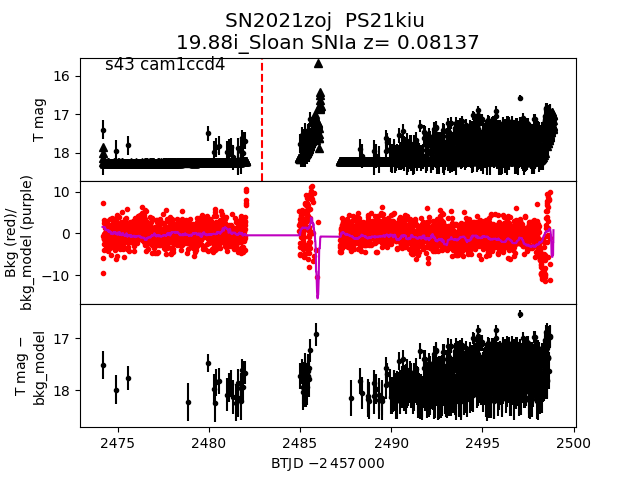 SN2021zoj  PS21kiu
19.88i_Sloan SNIa z= 0.08137
s43 cam1ccd4
T mag
16
17
18
Bkg (red)/
bkg_model (purple)
10
0
−10
T mag −
bkg_model
17
18
2475
2480
2485
2490
2495
2500
BTJD −2 457 000